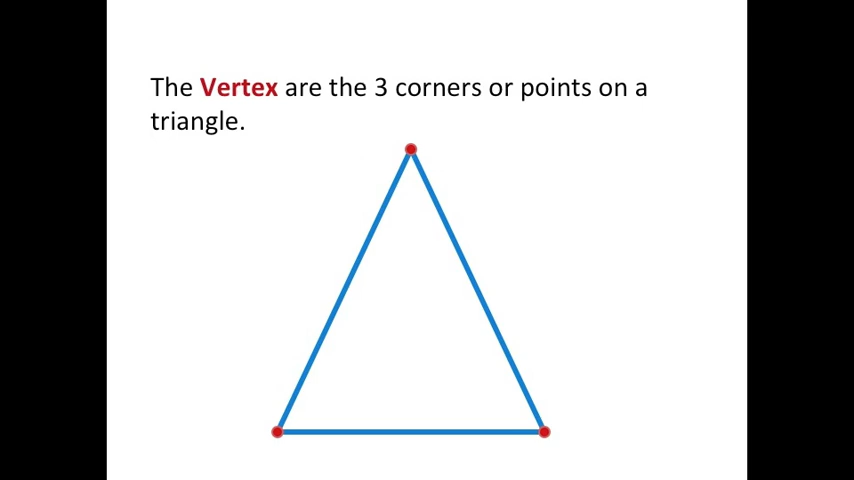 The Vertex are the 3 corners or points on a
triangle.